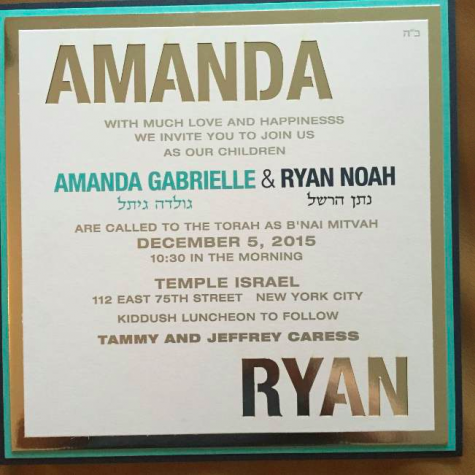 ב"ה
AMANDA
WITH MUCH LOVE AND HAPPINESSS
WE INVITE YOU TO JOIN US
AS OUR CHILDREN
AMANDA GABRIELLE & RYAN NOAH
גולדה גיתל נתן הרשל
ARE CALLED TO THE TORAH AS B'NAI MITVAH
DECEMBER 5, 2015
10:30 IN THE MORNING
TEMPLE ISRAEL
112 EAST 75TH STREET NEW YORK CITY
KIDDUSH LUNCHEON TO FOLLOW
TAMMY AND JEFFREY CARESS
RYAN